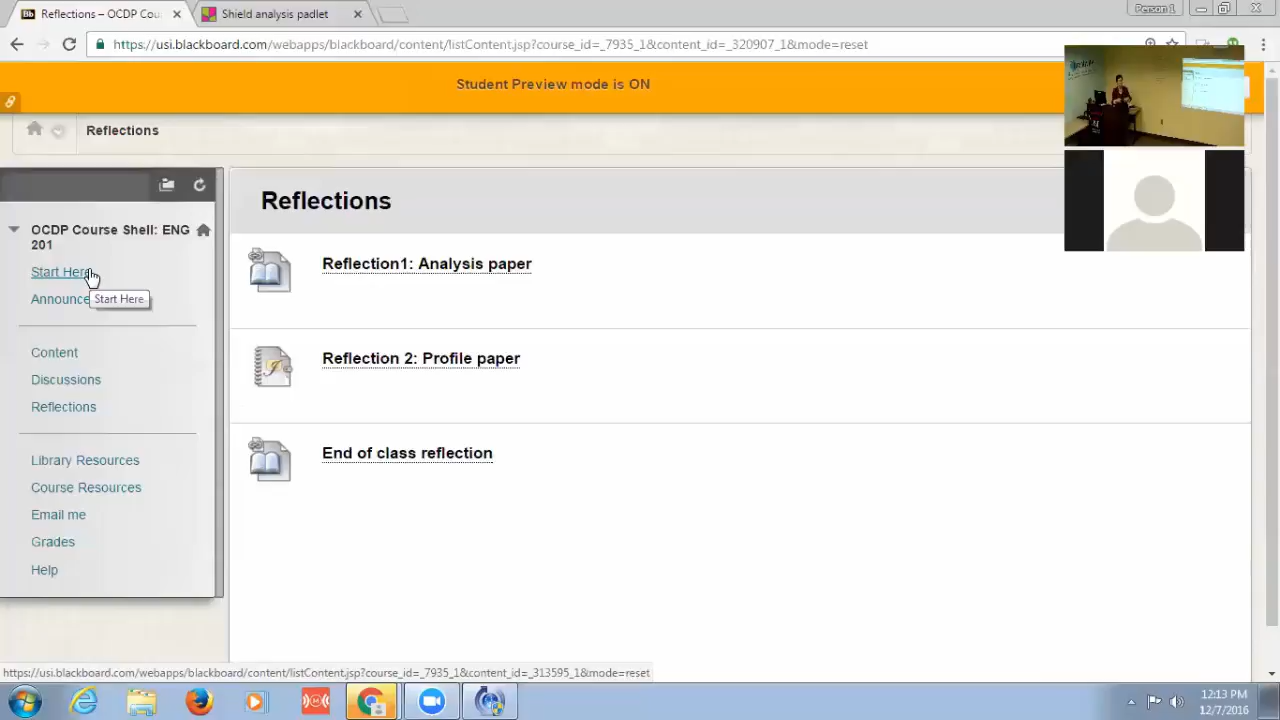 Reflections – OCDP Cou
Shield analysis padlet
Person 1
https://usi.blackboard.com/webapps/blackboard/content/listContent.jsp?course_id=_7935_1&content_id=_320907_1&mode=reset
Student Preview mode is ON
Reflections
OCDP Course Shell: ENG
201
Start Here
Announce
Start Here
Content
Discussions
Reflections
Library Resources
Course Resources
Email me
Grades
Help
Reflections
Reflection1: Analysis paper
Reflection 2: Profile paper
End of class reflection
https://usi.blackboard.com/webapps/blackboard/content/listContent.jsp?course_id=_7935_1&content_id=_313595_1&mode=reset
12:13 PM
12/7/2016